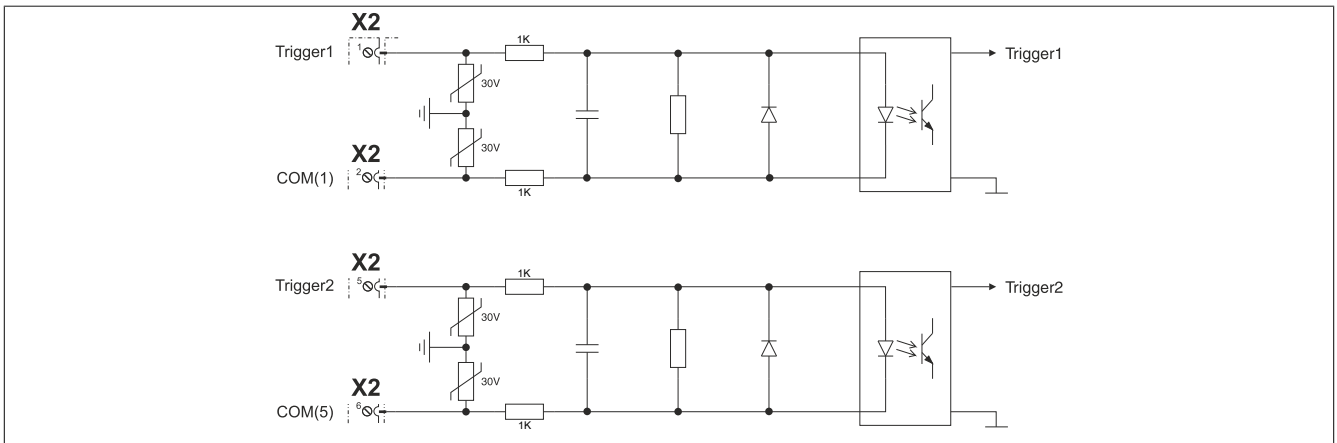 X2
1K
Trigger1
1
Trigger1
30V
30V
X2
COM(1)
2
1K
X2
1K
Trigger2
5
Trigger2
30V
30V
X2
COM(5)
6
1K